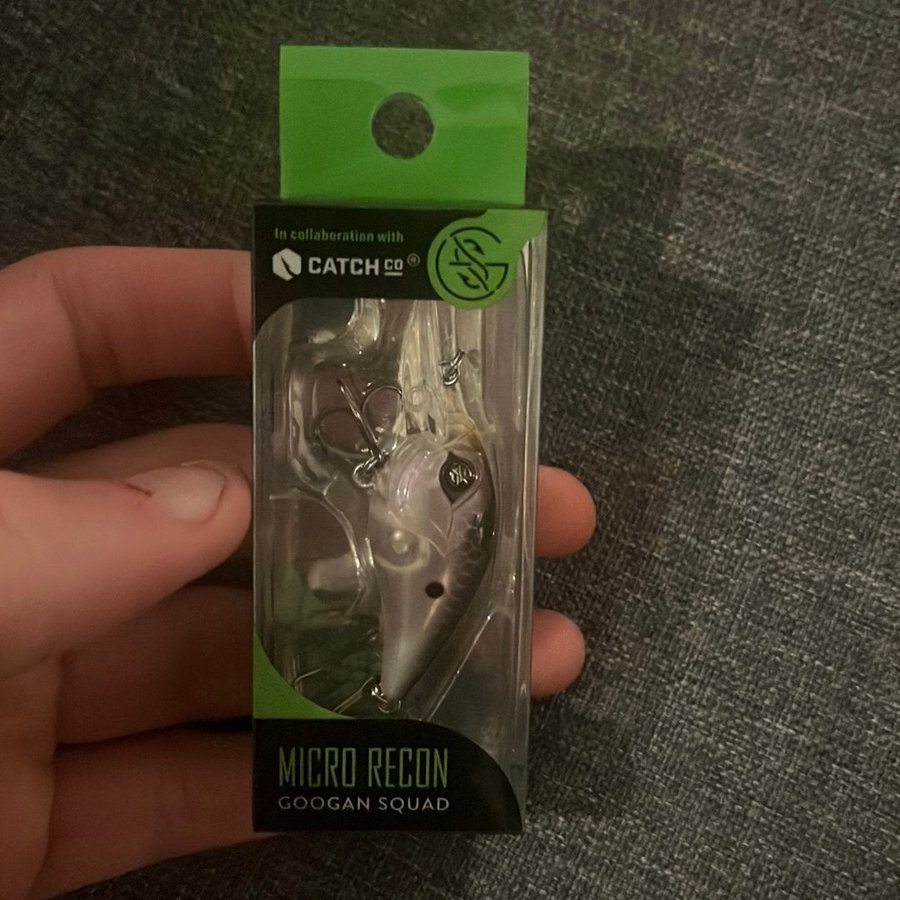 In collaboration with
CATCH CO®
MICRO RECON
GOOGAN SQUAD